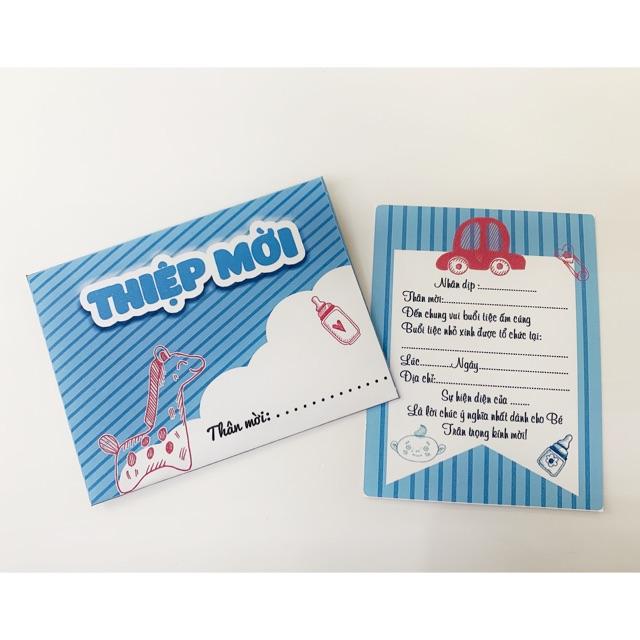 THIỆP MỜI
Thân mời: . . . . . . . . . . . . . .
Nhân dịp :...................
Thân mời:..................................
Đến chung vui buổi tiệc ấm cúng
Buổi tiệc nhỏ xinh được tổ chức tại:
....................................................
Lúc..........Ngày.........................
Địa chỉ:.......................................
Sự hiện diện của ........
Là lời chúc ý nghĩa nhất dành cho Bé
Trân trọng kính mời!